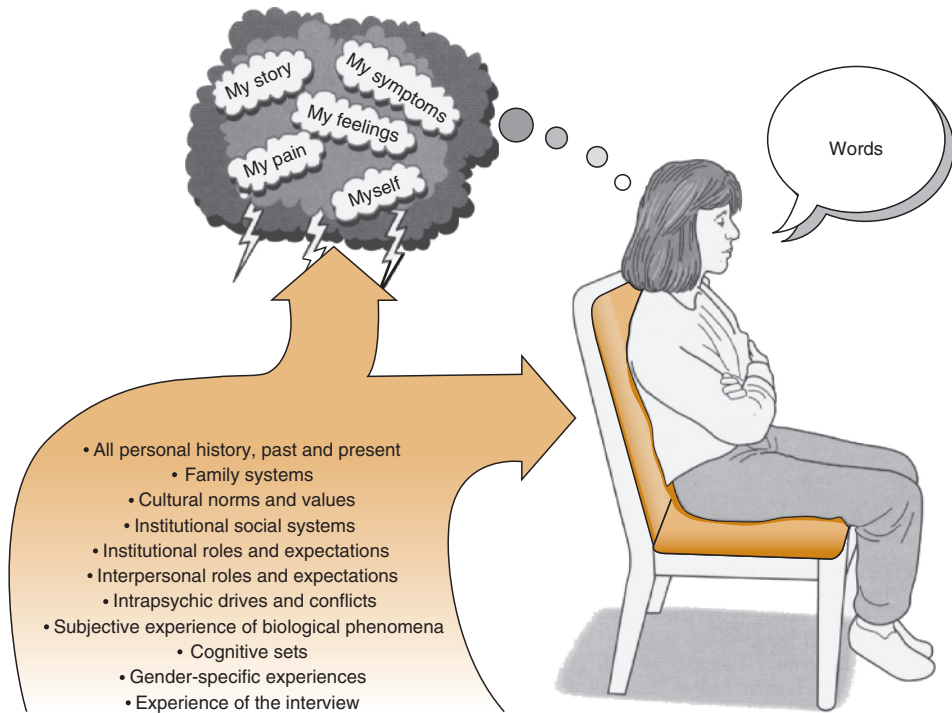 My story
My symptoms
My feelings
My pain
Myself
Words
• All personal history, past and present
• Family systems
• Cultural norms and values
• Institutional social systems
• Institutional roles and expectations
• Interpersonal roles and expectations
• Intrapsychic drives and conflicts
• Subjective experience of biological phenomena
• Cognitive sets
• Gender-specific experiences
• Experience of the interview